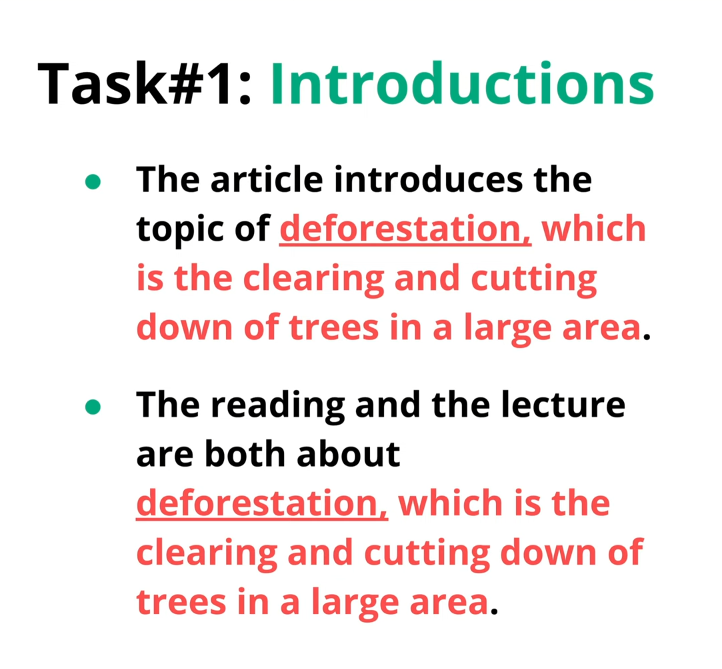 Task#1: Introductions
● The article introduces the
topic of deforestation, which
is the clearing and cutting
down of trees in a large area.
● The reading and the lecture
are both about
deforestation, which is the
clearing and cutting down of
trees in a large area.